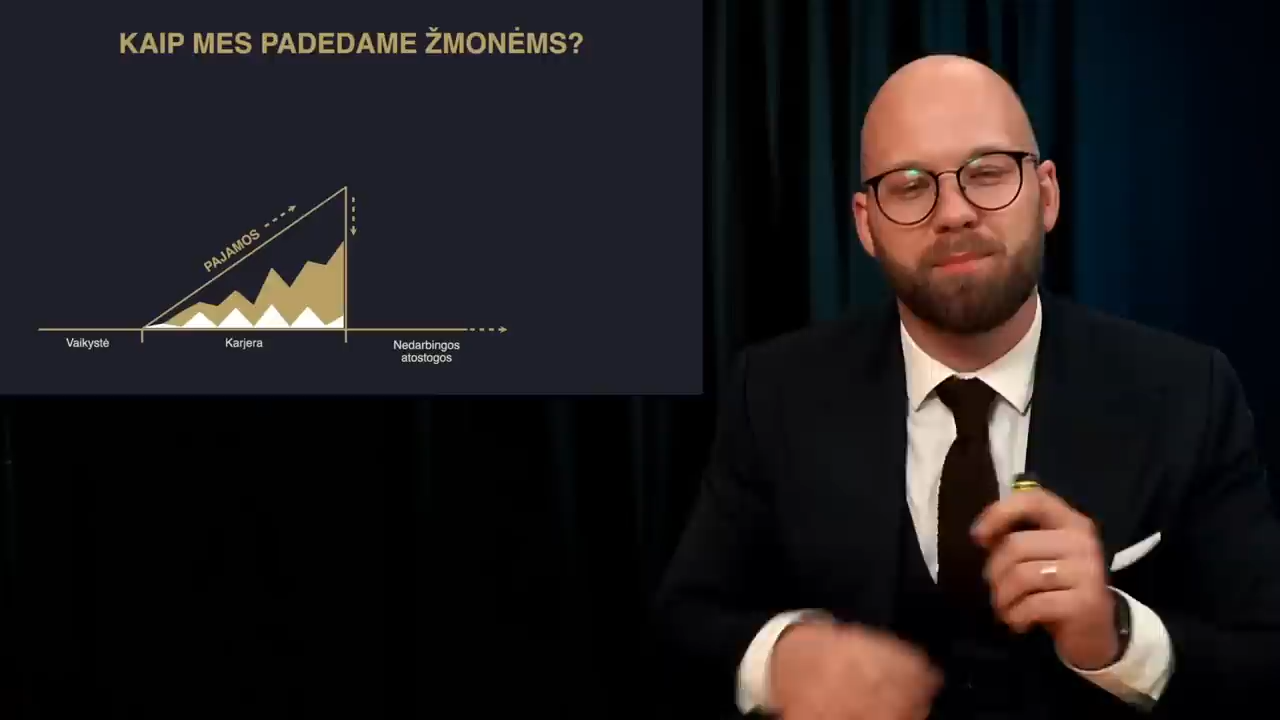 KAIP MES PADEDAME ŽMONĖMS?
PAJAMOS
Vaikystė
Karjera
Nedarbingos
atostogos